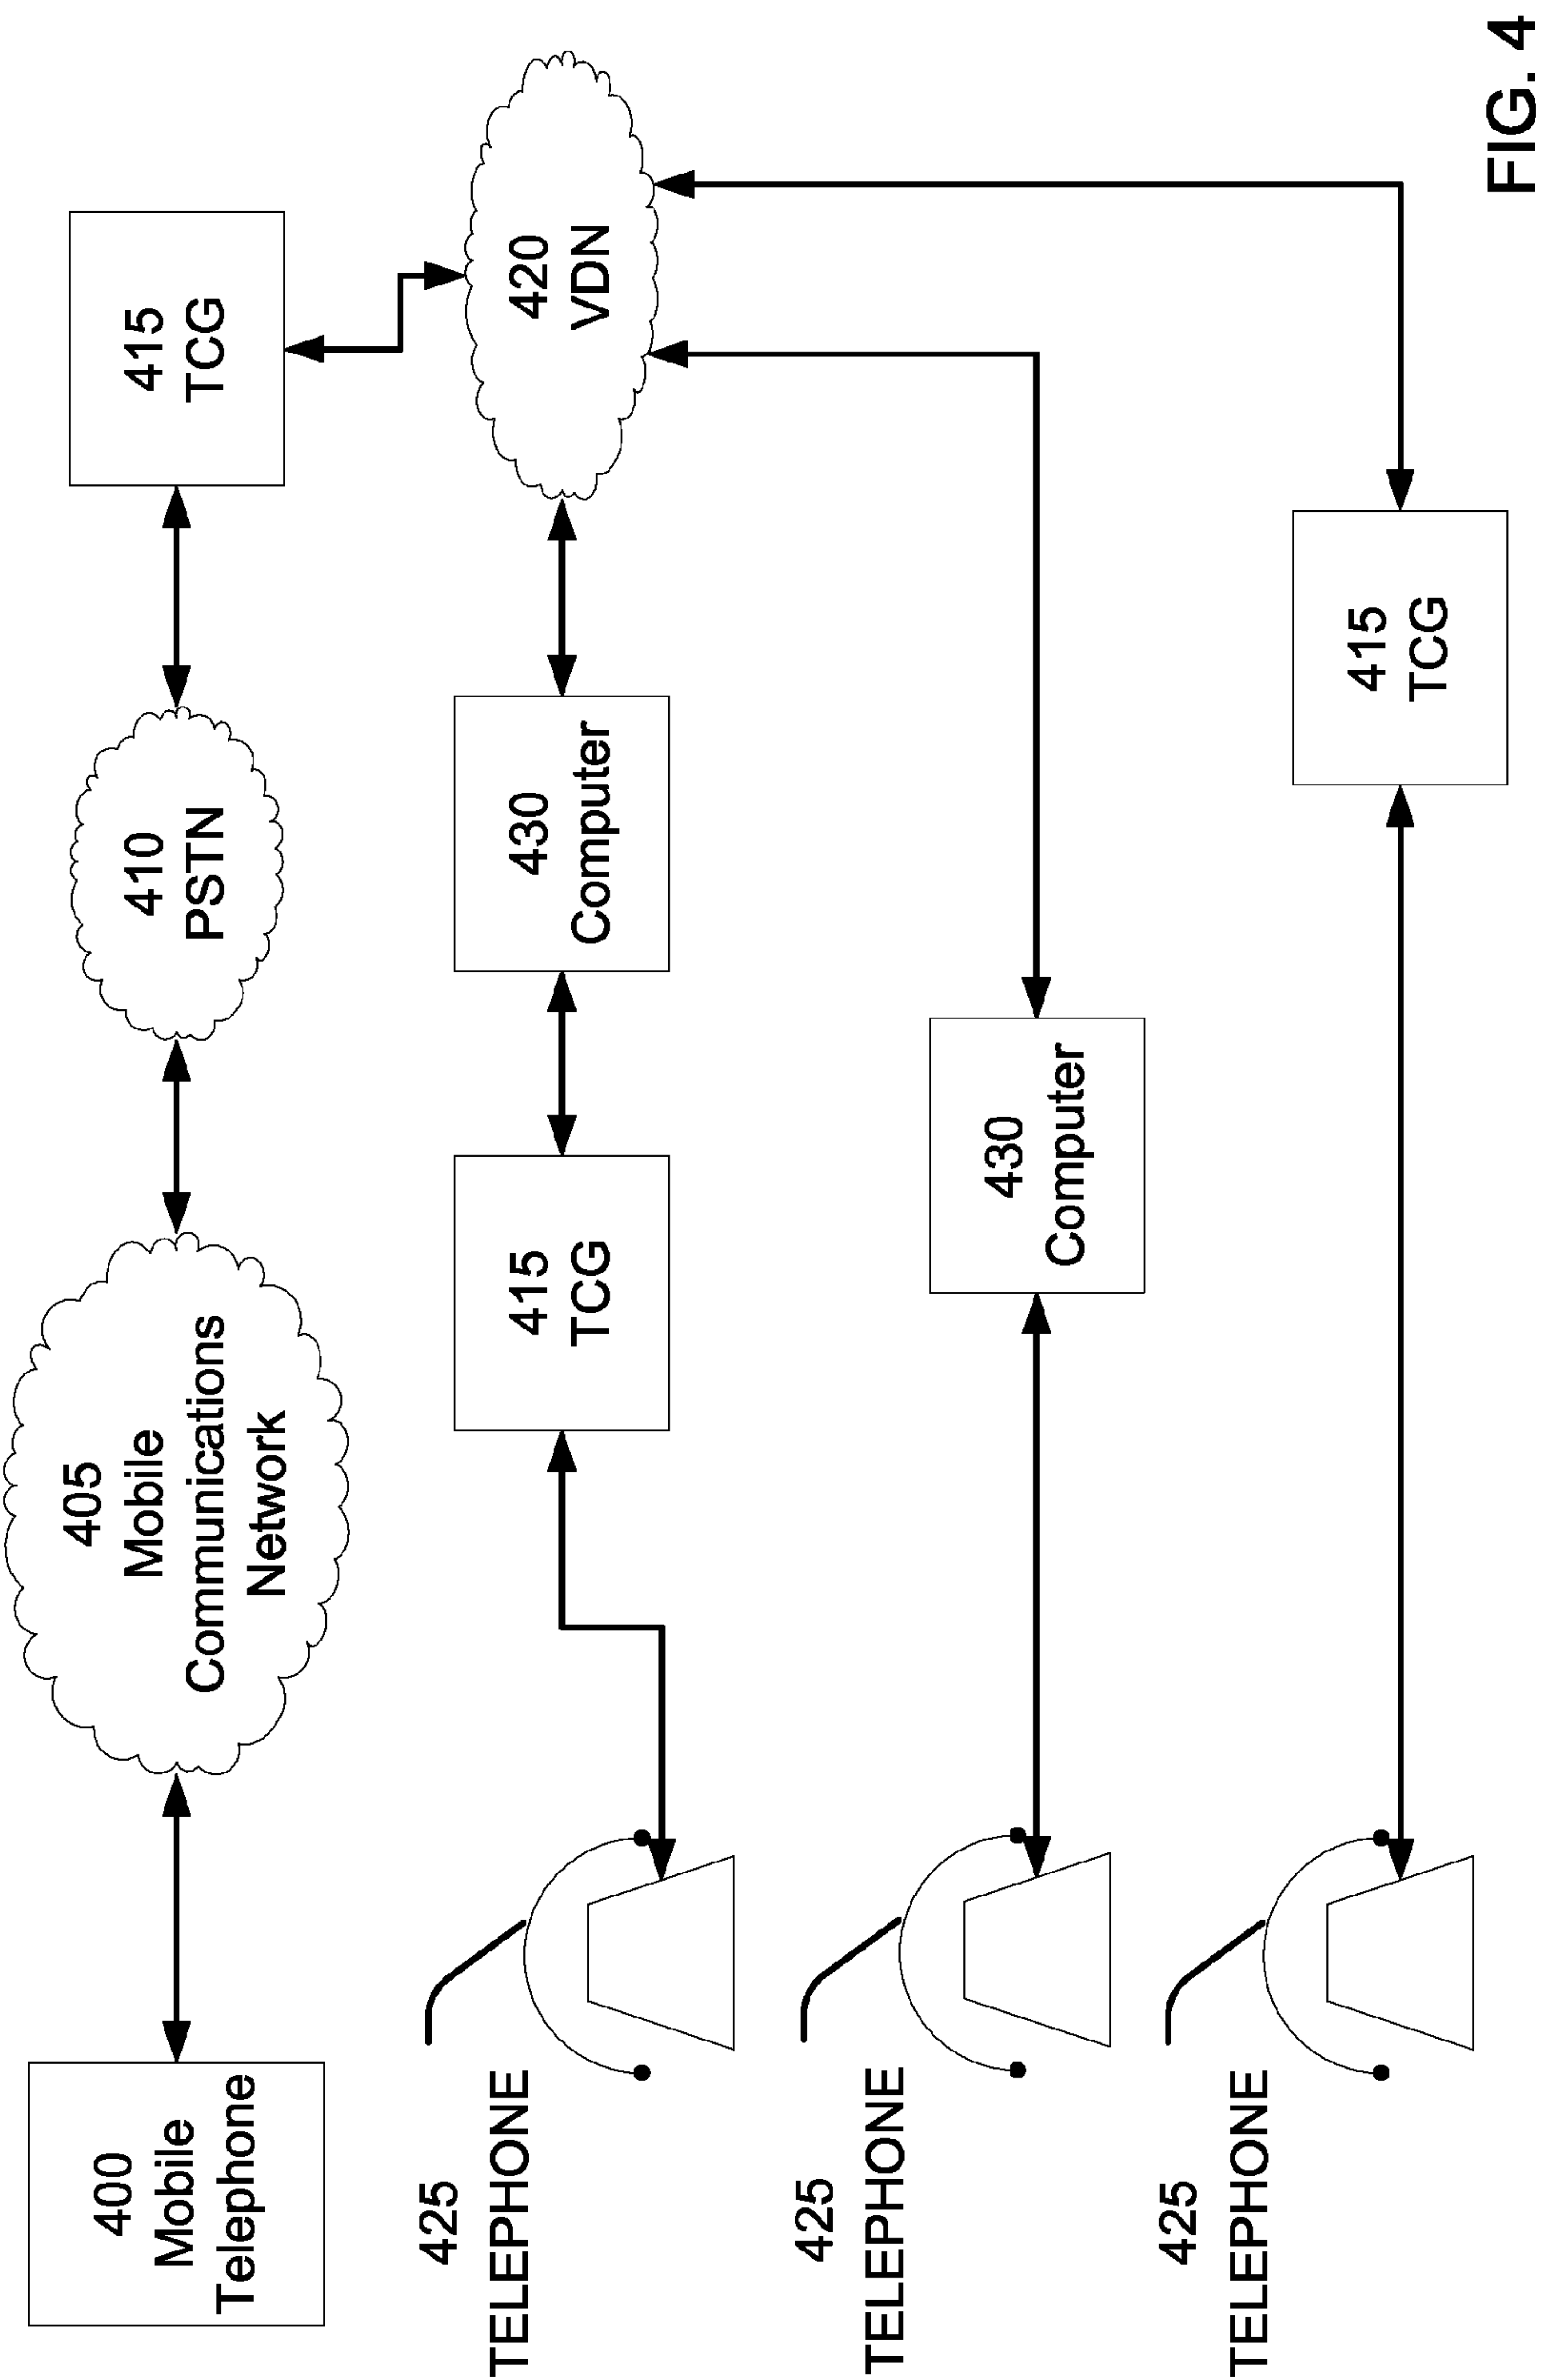 400
Mobile
Telephone
405
Mobile
Communications
Network
410
PSTN
415
TCG
425
TELEPHONE
415
TCG
430
Computer
420
VDN
425
TELEPHONE
430
Computer
425
TELEPHONE
415
TCG
FIG. 4